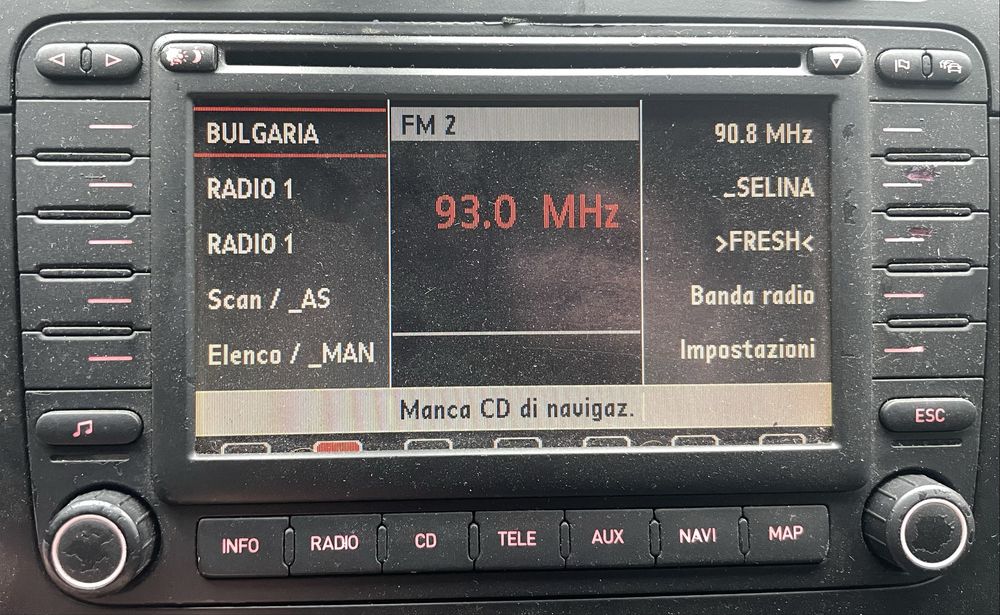 BULGARIA
FM 2
90.8 MHz
RADIO 1
93.0 MHz
_SELINA
RADIO 1
>FRESH<
Scan / _AS
Banda radio
Elenco / _MAN
Impostazioni
Manca CD di navigaz.
ESC
INFO
RADIO
CD
TELE
AUX
NAVI
MAP